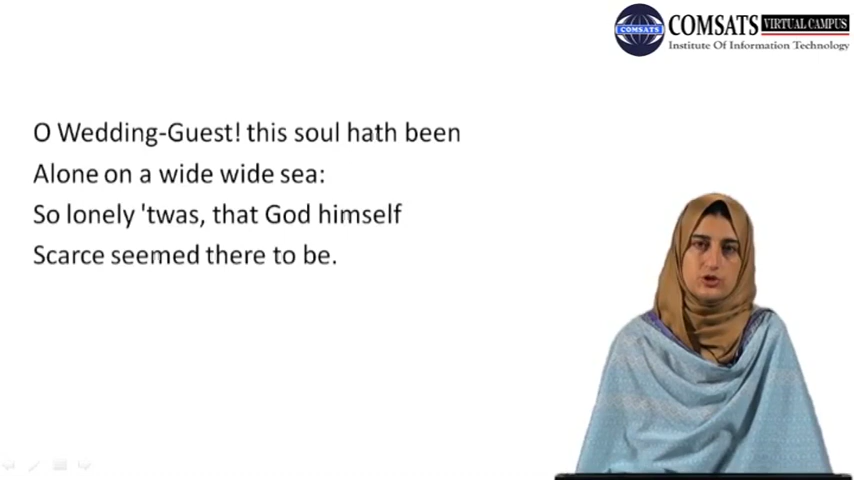 COMSATS VIRTUAL CAMPUS
COMSATS
Institute Of Information Technology
O Wedding-Guest! this soul hath been
Alone on a wide wide sea:
So lonely 'twas, that God himself
Scarce seemed there to be.